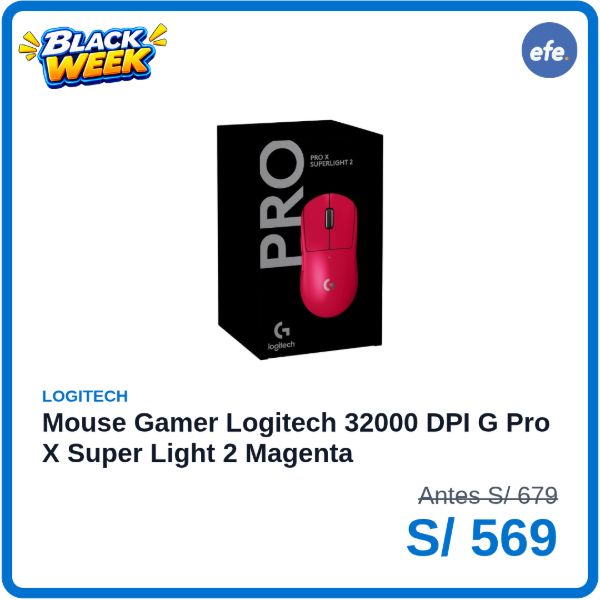 BLACK
WEEK
efe.
PRO
PRO X
SUPERLIGHT 2
G
G
logitech
LOGITECH
Mouse Gamer Logitech 32000 DPI G Pro
X Super Light 2 Magenta
Antes S/ 679
S/ 569